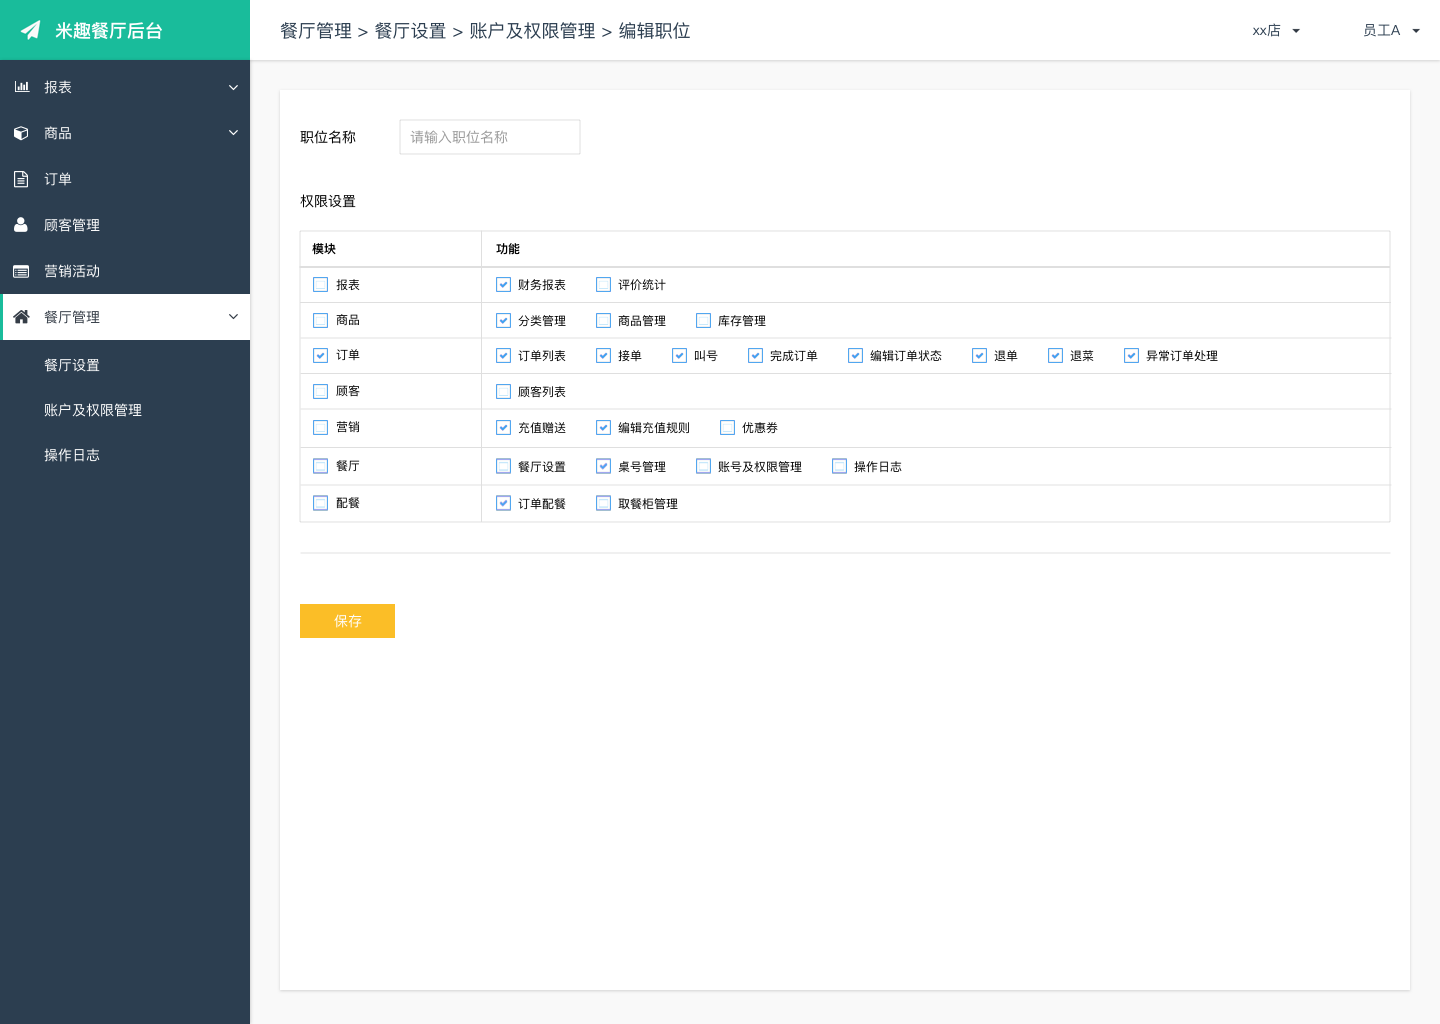 米趣餐厅后台
餐厅管理 > 餐厅设置 > 账户及权限管理 > 编辑职位
xx店
员工A
报表
商品
订单
顾客管理
营销活动
餐厅管理
餐厅设置
账户及权限管理
操作日志
职位名称 请输入职位名称
权限设置
模块 功能
报表 财务报表 评价统计
商品 分类管理 商品管理 库存管理
订单 订单列表 接单 叫号 完成订单 编辑订单状态 退单 退菜 异常订单处理
顾客 顾客列表
营销 充值赠送 编辑充值规则 优惠券
餐厅 餐厅设置 桌号管理 账号及权限管理 操作日志
配餐 订单配餐 取餐柜管理
保存